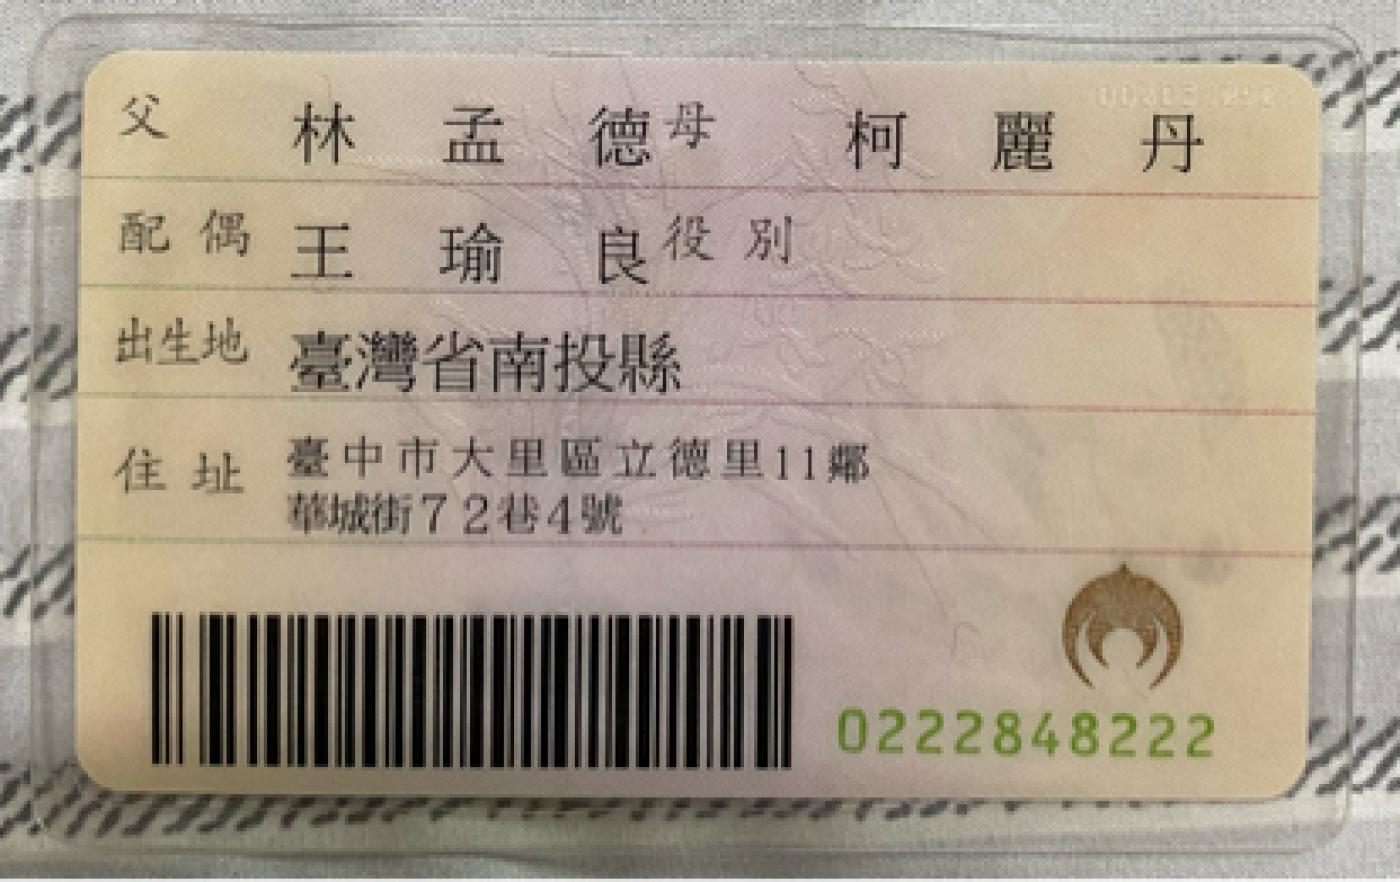 父 林孟德 母 柯麗丹
配偶 王瑜良 役別
出生地 臺灣省南投縣
住址 臺中市大里區立德里11鄰
華城街72巷4號
0222848222